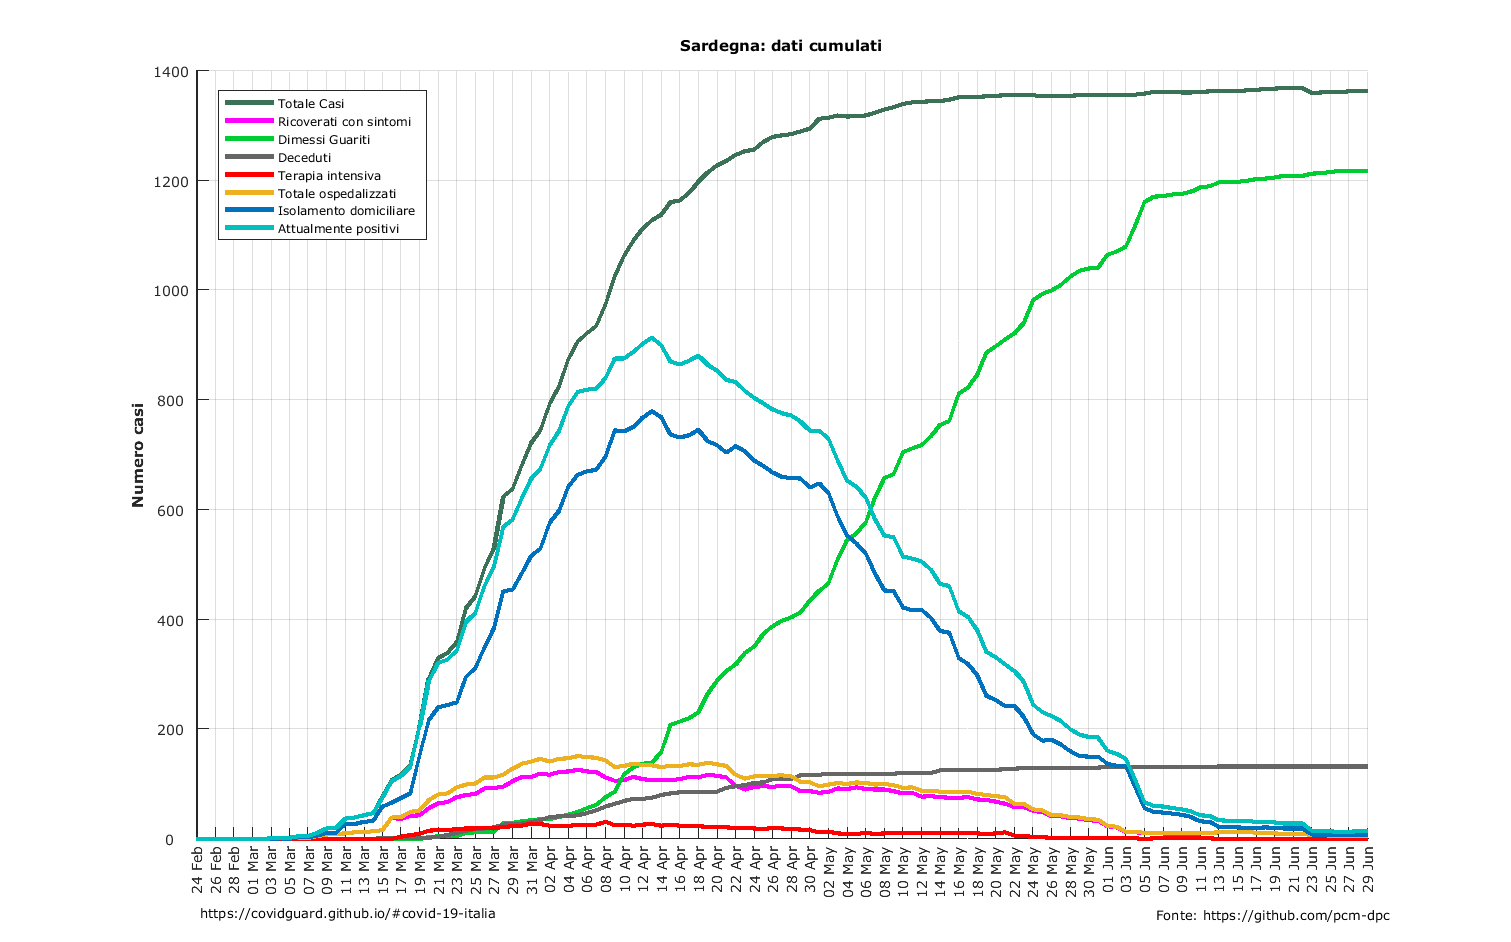 Sardegna: dati cumulati
Numero casi
1400
1200
1000
800
600
400
200
0
Totale Casi
Ricoverati con sintomi
Dimessi Guariti
Deceduti
Terapia intensiva
Totale ospedalizzati
Isolamento domiciliare
Attualmente positivi
24 Feb
26 Feb
28 Feb
01 Mar
03 Mar
05 Mar
07 Mar
09 Mar
11 Mar
13 Mar
15 Mar
17 Mar
19 Mar
21 Mar
23 Mar
25 Mar
27 Mar
29 Mar
31 Mar
02 Apr
04 Apr
06 Apr
08 Apr
10 Apr
12 Apr
14 Apr
16 Apr
18 Apr
20 Apr
22 Apr
24 Apr
26 Apr
28 Apr
30 Apr
02 May
04 May
06 May
08 May
10 May
12 May
14 May
16 May
18 May
20 May
22 May
24 May
26 May
28 May
30 May
01 Jun
03 Jun
05 Jun
07 Jun
09 Jun
11 Jun
13 Jun
15 Jun
17 Jun
19 Jun
21 Jun
23 Jun
25 Jun
27 Jun
29 Jun
https://covidguard.github.io/#covid-19-italia
Fonte: https://github.com/pcm-dpc